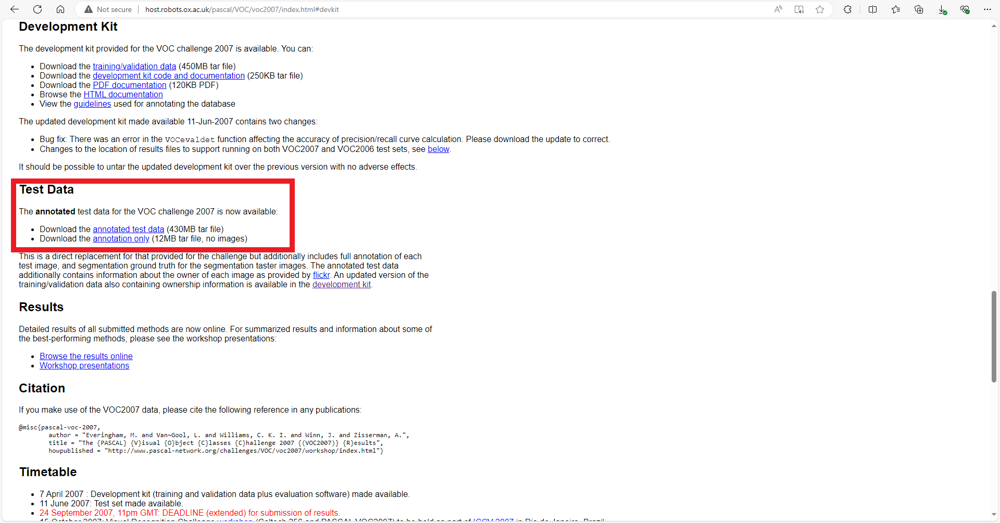 Not secure
host.robots.ox.ac.uk/pascal/VOC/voc2007/index.html#devkit
Development Kit
The development kit provided for the VOC challenge 2007 is available. You can:
Download the training/validation data (450MB tar file)
Download the development kit code and documentation (250KB tar file)
Download the PDF documentation (120KB PDF)
Browse the HTML documentation
View the guidelines used for annotating the database
The updated development kit made available 11-Jun-2007 contains two changes:
Bug fix: There was an error in the VOCevaldet function affecting the accuracy of precision/recall curve calculation. Please download the update to correct.
Changes to the location of results files to support running on both VOC2007 and VOC2006 test sets, see below.
It should be possible to untar the updated development kit over the previous version with no adverse effects.
Test Data
The annotated test data for the VOC challenge 2007 is now available:
Download the annotated test data (430MB tar file)
Download the annotation only (12MB tar file, no images)
This is a direct replacement for that provided for the challenge but additionally includes full annotation of each
test image, and segmentation ground truth for the segmentation taster images. The annotated test data
additionally contains information about the owner of each image as provided by flickr. An updated version of the
training/validation data also containing ownership information is available in the development kit.
Results
Detailed results of all submitted methods are now online. For summarized results and information about some of
the best-performing methods, please see the workshop presentations:
Browse the results online
Workshop presentations
Citation
If you make use of the VOC2007 data, please cite the following reference in any publications:
@misc{pascal-voc-2007,
author = "Everingham, M. and Van~Gool, L. and Williams, C. K. I. and Winn, J. and Zisserman, A.",
title = "The {PASCAL} {V}isual {O}bject {C}lasses {C}hallenge 2007 {(VOC2007)} {R}esults",
howpublished = "http://www.pascal-network.org/challenges/VOC/voc2007/workshop/index.html"}
Timetable
7 April 2007 : Development kit (training and validation data plus evaluation software) made available.
11 June 2007: Test set made available.
24 September 2007, 11pm GMT: DEADLINE (extended) for submission of results.
15 October 2007: Visual Recognition Challenge workshop (Caltech 256 and PASCAL VOC2007) to be held as part of ICCV 2007 in Rio de Janeiro, Brazil